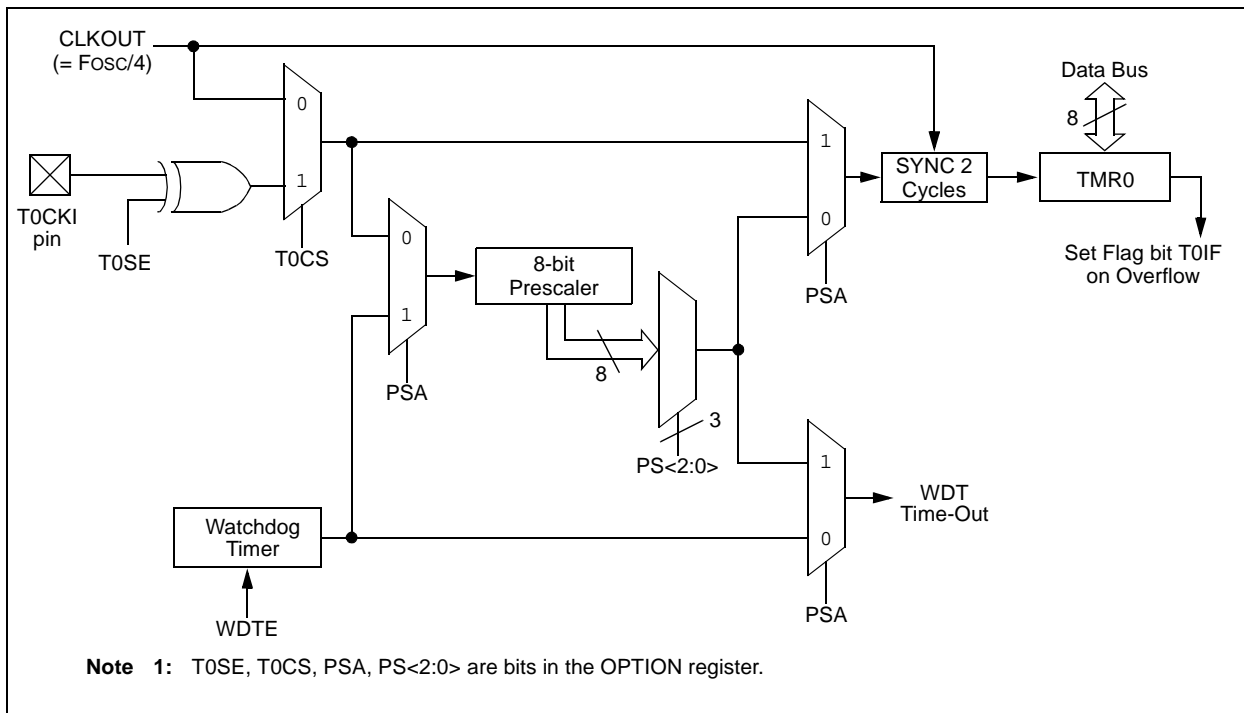 CLKOUT
(= FOSC/4)
0
1
T0CKI
pin
T0SE
T0CS
0
1
PSA
8-bit
Prescaler
8
3
PS<2:0>
1
0
PSA
SYNC 2
Cycles
Data Bus
8
TMR0
Set Flag bit T0IF
on Overflow
Watchdog
Timer
WDTE
1
0
PSA
WDT
Time-Out
Note 1: T0SE, T0CS, PSA, PS<2:0> are bits in the OPTION register.